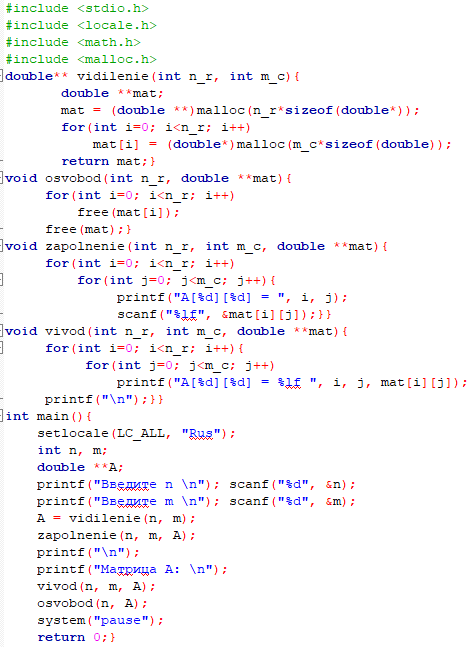 #include <stdio.h>
#include <locale.h>
#include <math.h>
#include <malloc.h>
double** vidilenie(int n_r, int m_c){
double **mat;
mat = (double **)malloc(n_r*sizeof(double*));
for(int i=0; i<n_r; i++)
mat[i] = (double*)malloc(m_c*sizeof(double));
return mat;}
void osvobod(int n_r, double **mat){
for(int i=0; i<n_r; i++)
free(mat[i]);
free(mat);}
void zapolnenie(int n_r, int m_c, double **mat){
for(int i=0; i<n_r; i++)
for(int j=0; j<m_c; j++){
printf("A[%d][%d] = ", i, j);
scanf("%lf", &mat[i][j]);}}
void vivod(int n_r, int m_c, double **mat){
for(int i=0; i<n_r; i++){
for(int j=0; j<m_c; j++)
printf("A[%d][%d] = %lf ", i, j, mat[i][j]);
printf("\n");}}
int main(){
setlocale(LC_ALL, "Rus");
int n, m;
double **A;
printf("Введите n \n"); scanf("%d", &n);
printf("Введите m \n"); scanf("%d", &m);
A = vidilenie(n, m);
zapolnenie(n, m, A);
printf("\n");
printf("Матрица A: \n");
vivod(n, m, A);
osvobod(n, A);
system("pause");
return 0;}